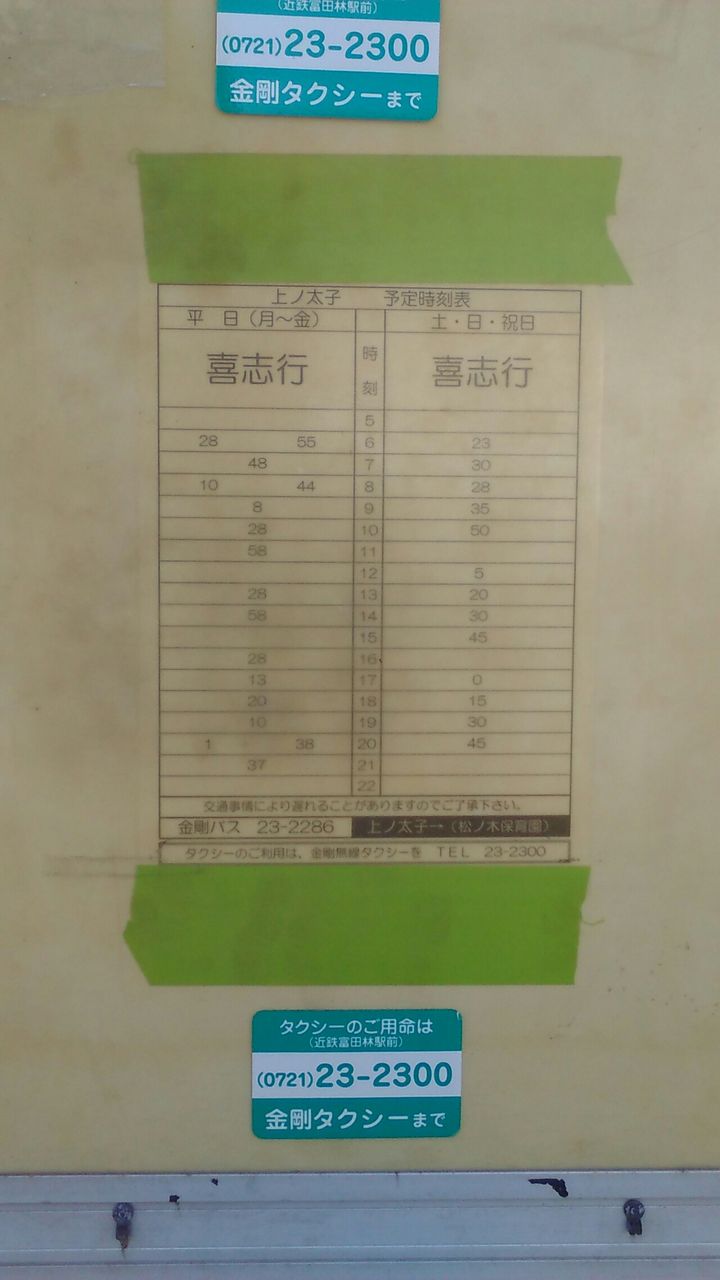 (近鉄富田林駅前)
(0721)23-2300
金剛タクシーまで
上ノ太子 予定時刻表
平 日(月～金) 土・日・祝日
喜志行 時刻 喜志行
5
28 55 6 23
48 7 30
10 44 8 28
8 9 35
28 10 50
58 11
12 5
28 13 20
58 14 30
15 45
28 16
13 17 0
20 18 15
10 19 30
1 38 20 45
37 21
22
交通事情により遅れることがありますのでご了承下さい。
金剛バス 23-2286 上ノ太子→(松ノ木保育園)
タクシーのご利用は、金剛無線タクシーを TEL 23-2300
タクシーのご用命は
(近鉄富田林駅前)
(0721)23-2300
金剛タクシーまで